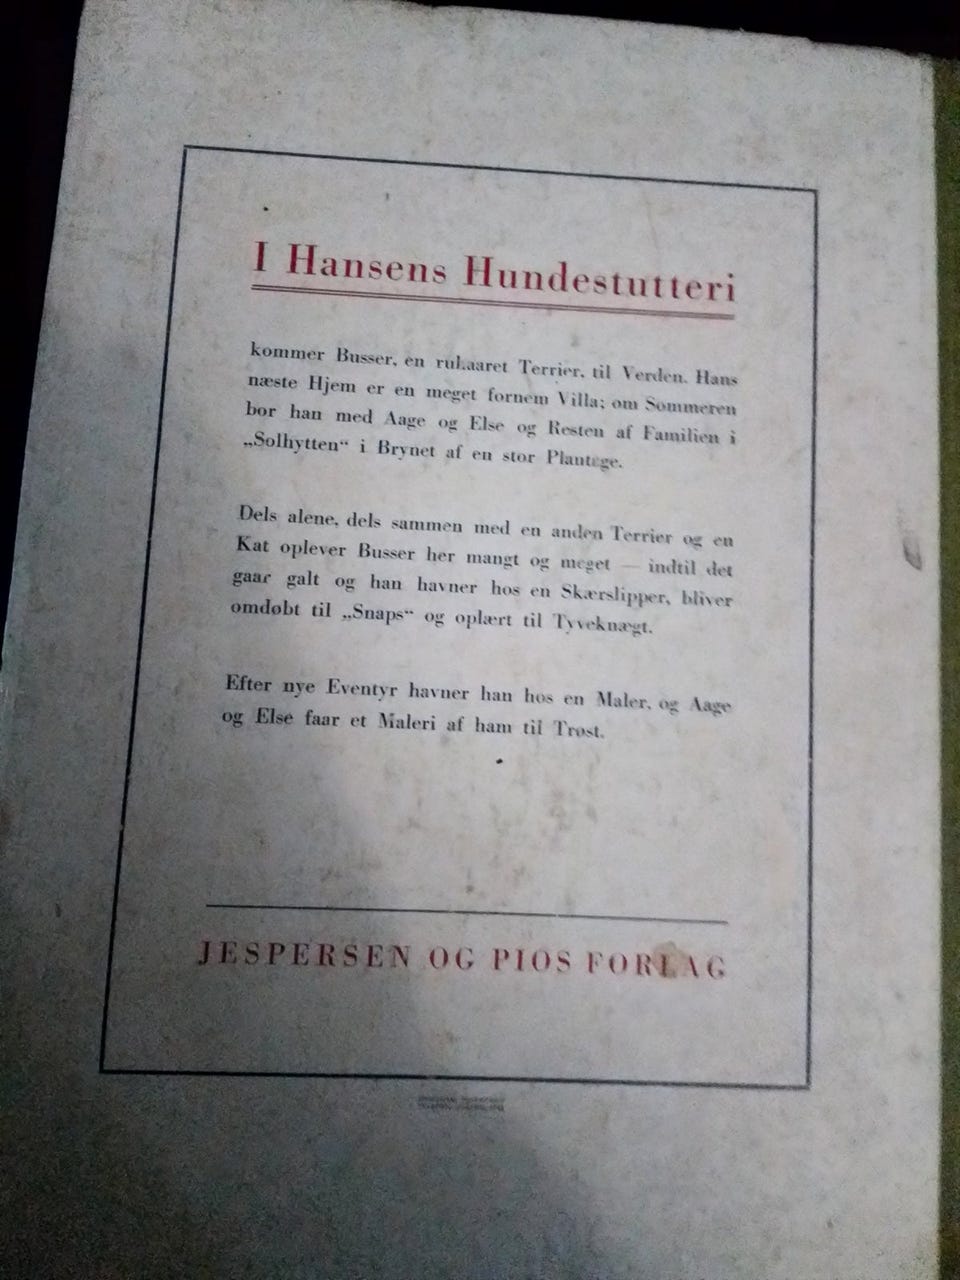 I Hansens Hundestutteri
kommer Busser, en ruhaaret Terrier, til Verden. Hans
næste Hjem er en meget fornem Villa; om Sommeren
bor han med Aage og Else og Resten af Familien i
„Solhytten“ i Brynet af en stor Plantage.
Dels alene, dels sammen med en anden Terrier og en
Kat oplever Busser her mangt og meget — indtil det
gaar galt og han havner hos en Skærslipper, bliver
omdøbt til „Snaps“ og oplært til Tyveknægt.
Efter nye Eventyr havner han hos en Maler, og Aage
og Else faar et Maleri af ham til Trøst.
JESPERSEN OG PIOS FORLAG